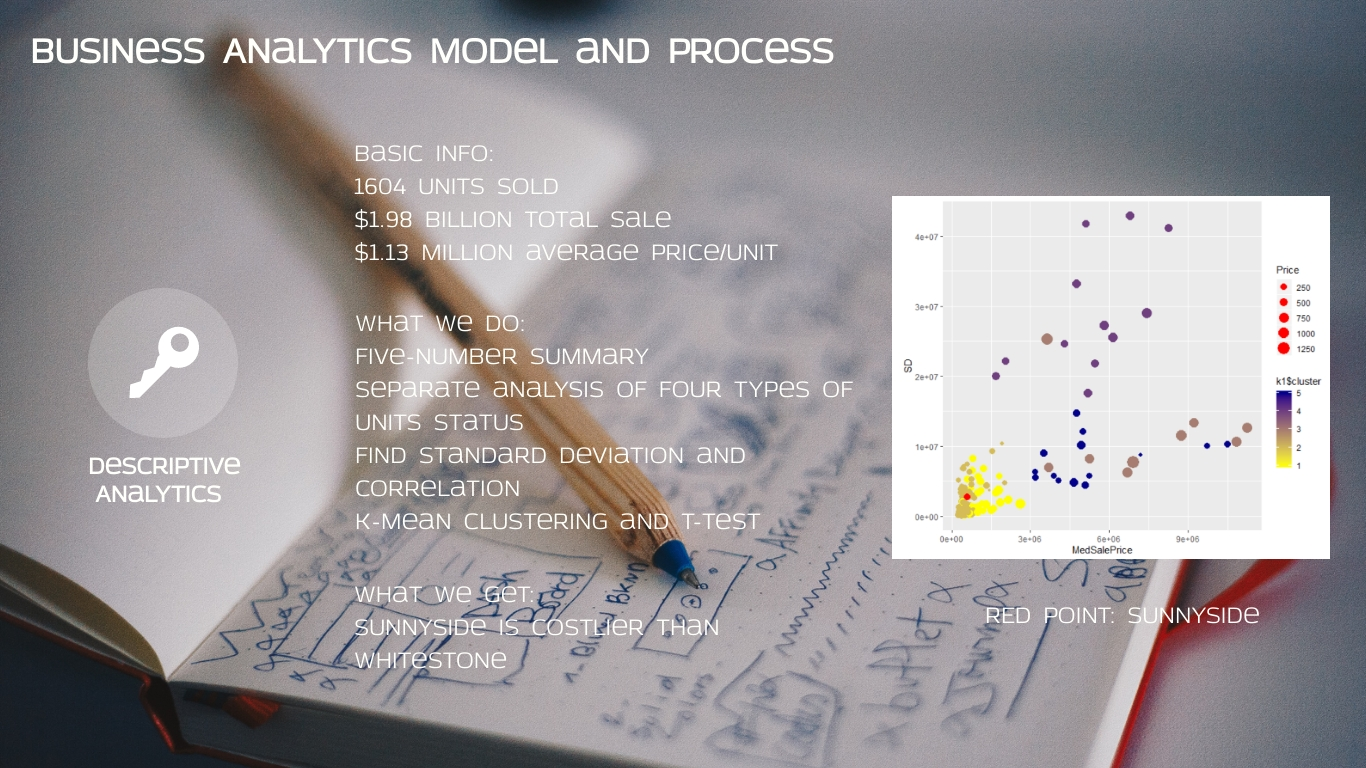 BUSINESS ANALYTICS MODEL AND PROCESS
BASIC INFO:
1604 UNITS SOLD
$1.98 BILLION TOTAL SALE
$1.13 MILLION AVERAGE PRICE/UNIT
WHAT WE DO:
FIVE-NUMBER SUMMARY
SEPARATE ANALYSIS OF FOUR TYPES OF
UNITS STATUS
FIND STANDARD DEVIATION AND
CORRELATION
K-MEAN CLUSTERING AND T-TEST
WHAT WE GET:
SUNNYSIDE IS COSTLIER THAN
WHITESTONE
DESCRIPTIVE
ANALYTICS
4e+07
3e+07
2e+07
1e+07
0e+00
SD
0e+00 3e+06 6e+06 9e+06
MedSalePrice
Price
250
500
750
1000
1250
k1$cluster
5
4
3
2
1
RED POINT: SUNNYSIDE